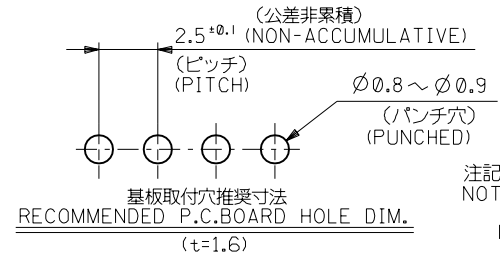 (公差非累積)
2.5±0.1 (NON-ACCUMULATIVE)
(ピッチ)
(PITCH)
Ø0.8～Ø0.9
(パンチ穴)
(PUNCHED)
注記
NOT
基板取付穴推奨寸法
RECOMMENDED P.C.BOARD HOLE DIM.
(t=1.6)